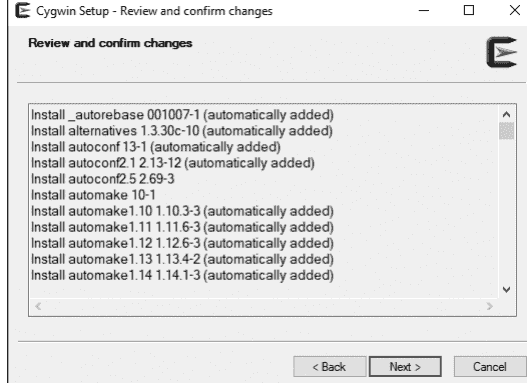 Cygwin Setup - Review and confirm changes
Review and confirm changes
Install _autorebase 001007-1 (automatically added)
Install alternatives 1.3.30c-10 (automatically added)
Install autoconf 13-1 (automatically added)
Install autoconf2.1 2.13-12 (automatically added)
Install autoconf2.5 2.69-3
Install automake 10-1
Install automake1.10 1.10.3-3 (automatically added)
Install automake1.11 1.11.6-3 (automatically added)
Install automake1.12 1.12.6-3 (automatically added)
Install automake1.13 1.13.4-2 (automatically added)
Install automake1.14 1.14.1-3 (automatically added)
< Back Next > Cancel